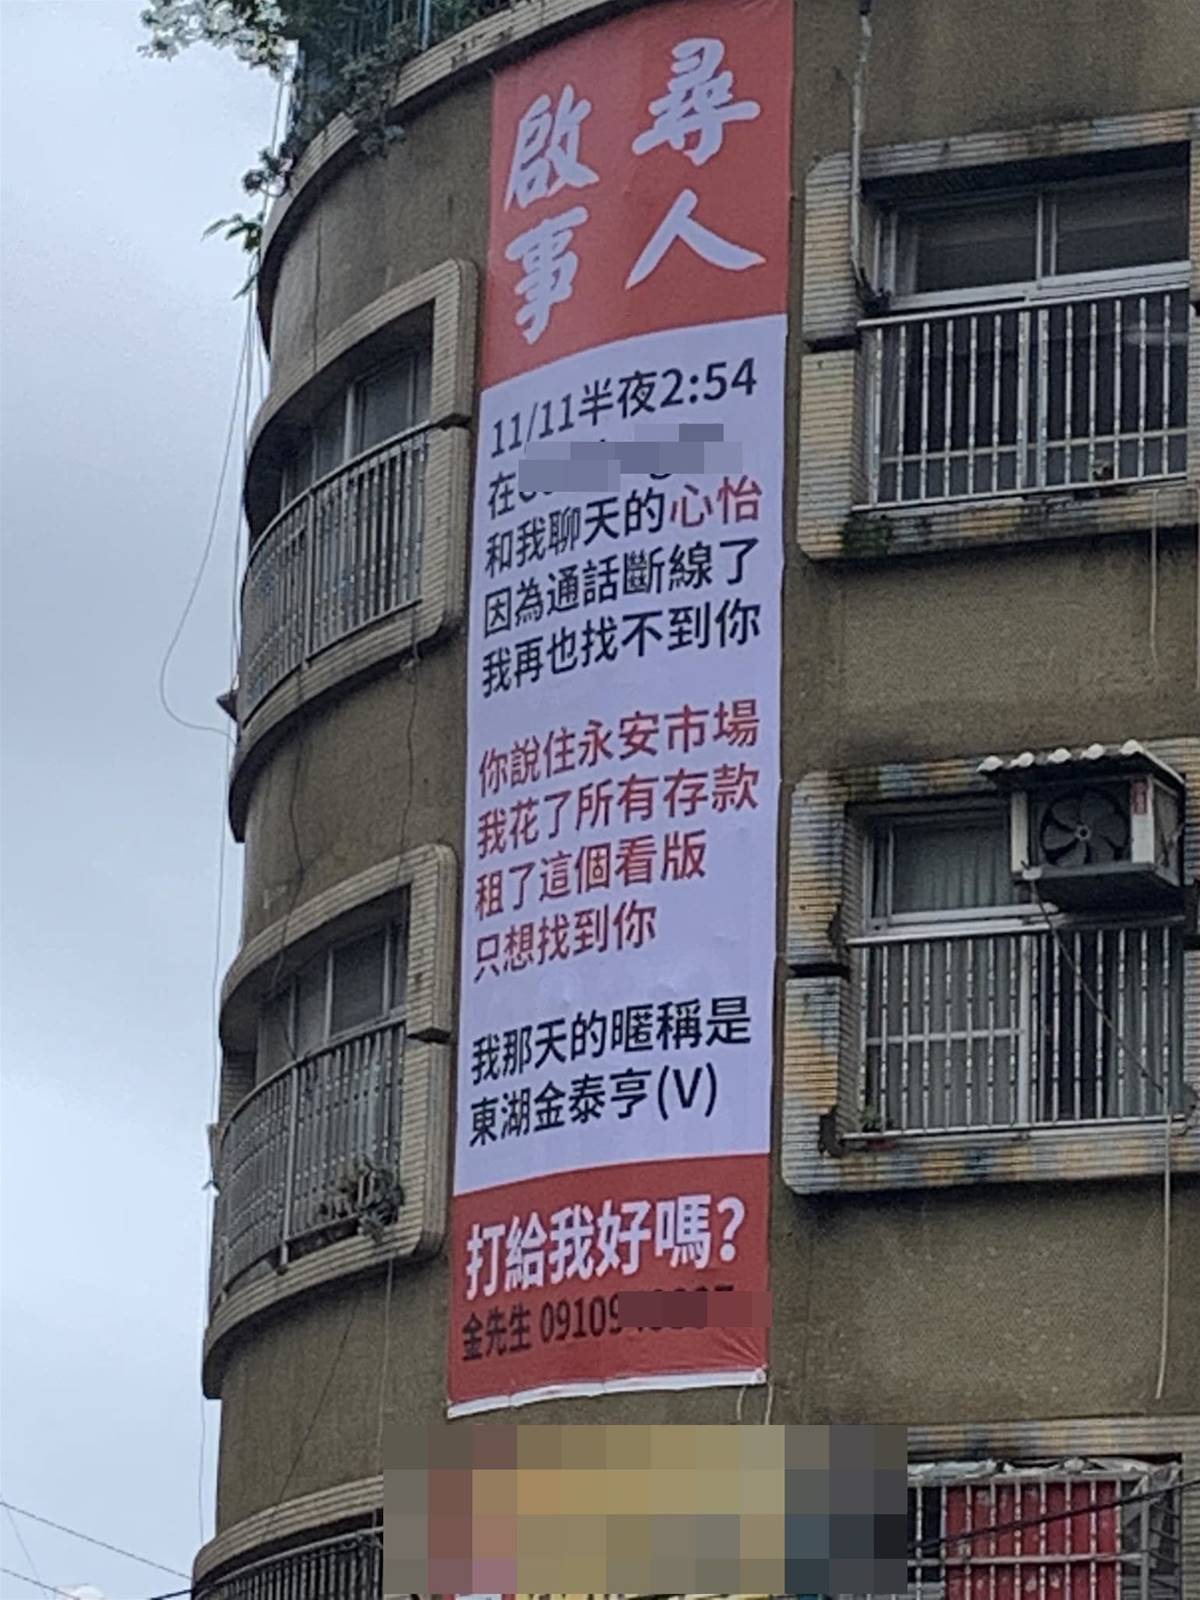 尋人
啟事
11/11半夜2:54
在
和我聊天的心怡
因為通話斷線了
我再也找不到你
你說住永安市場
我花了所有存款
租了這個看版
只想找到你
我那天的暱稱是
東湖金泰亨(V)
打給我好嗎?
金先生 09109